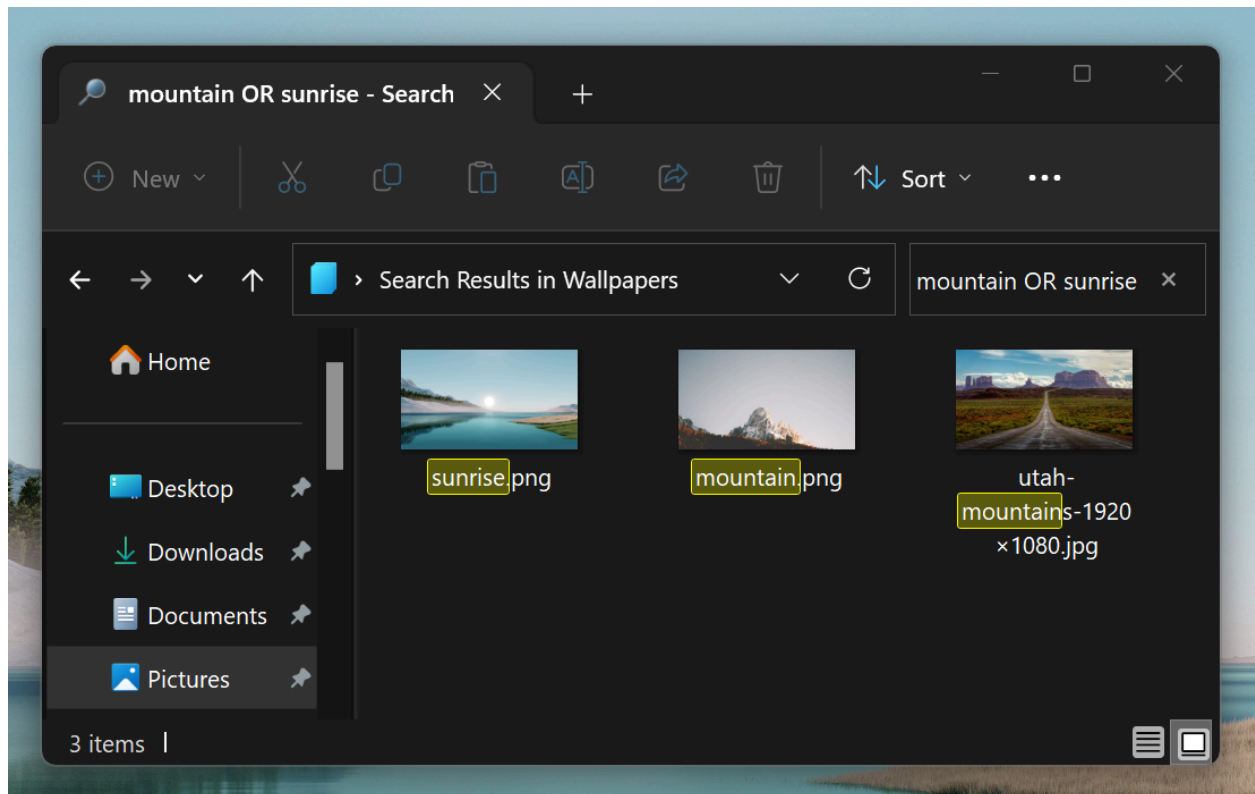 mountain OR sunrise - Search
New
Sort
Search Results in Wallpapers
mountain OR sunrise
Home
Desktop
Downloads
Documents
Pictures
sunrise.png
mountain.png
utah-
mountains-1920
×1080.jpg
3 items